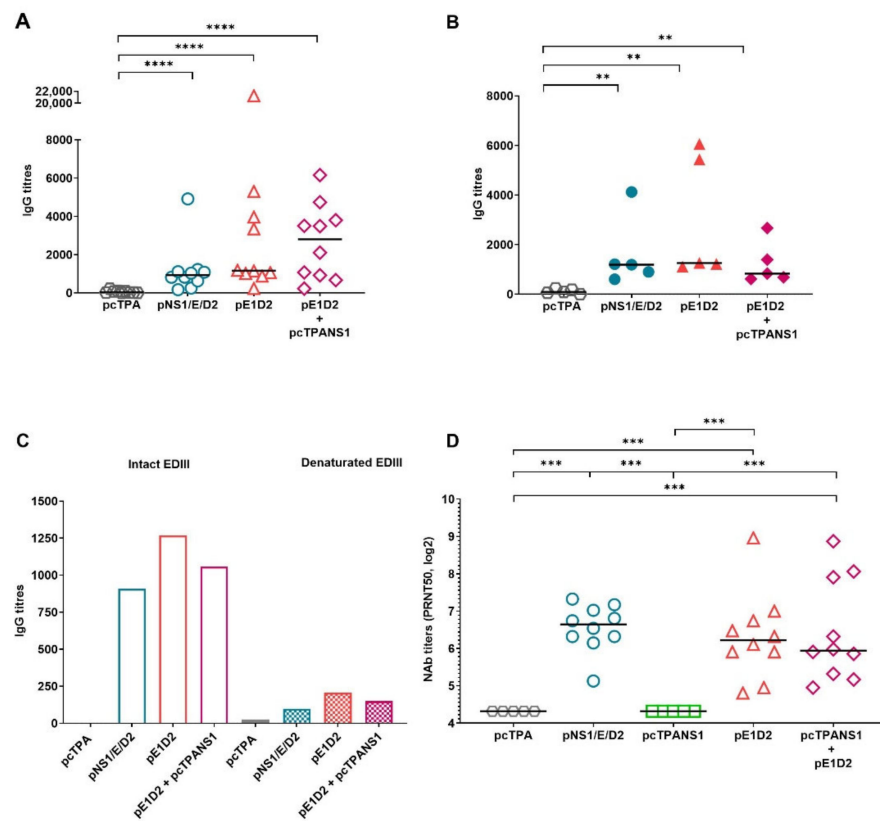 A
****
****
****
22,000
20,000
8000
6000
4000
2000
0
IgG titres
pcTPA
pNS1/E/D2
pE1D2
pE1D2
+
pcTPANS1
B
**
**
**
8000
6000
4000
2000
0
IgG titres
pcTPA
pNS1/E/D2
pE1D2
pE1D2
+
pcTPANS1
C
Intact EDIII
Denaturated EDIII
1500
1250
1000
750
500
250
0
IgG titres
pcTPA
pNS1/E/D2
pE1D2
pE1D2 + pcTPANS1
pcTPA
pNS1/E/D2
pE1D2
pE1D2 + pcTPANS1
D
***
***
*** *** ***
***
10
9
8
7
6
5
4
NAb titers (PRNT50, log2)
pcTPA
pNS1/E/D2
pcTPANS1
pE1D2
pcTPANS1
+
pE1D2